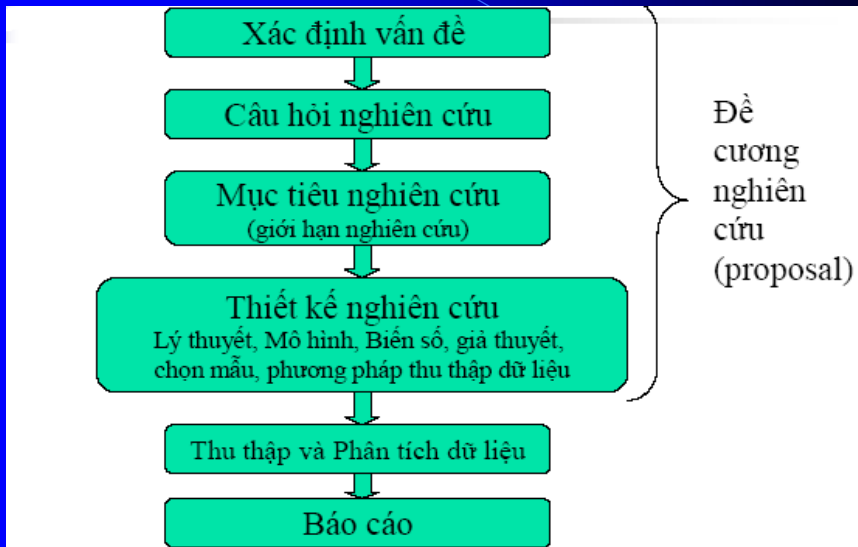 Xác định vấn đề
Câu hỏi nghiên cứu
Mục tiêu nghiên cứu
(giới hạn nghiên cứu)
Thiết kế nghiên cứu
Lý thuyết, Mô hình, Biến số, giả thuyết,
chọn mẫu, phương pháp thu thập dữ liệu
Thu thập và Phân tích dữ liệu
Báo cáo
Đề
cương
nghiên
cứu
(proposal)